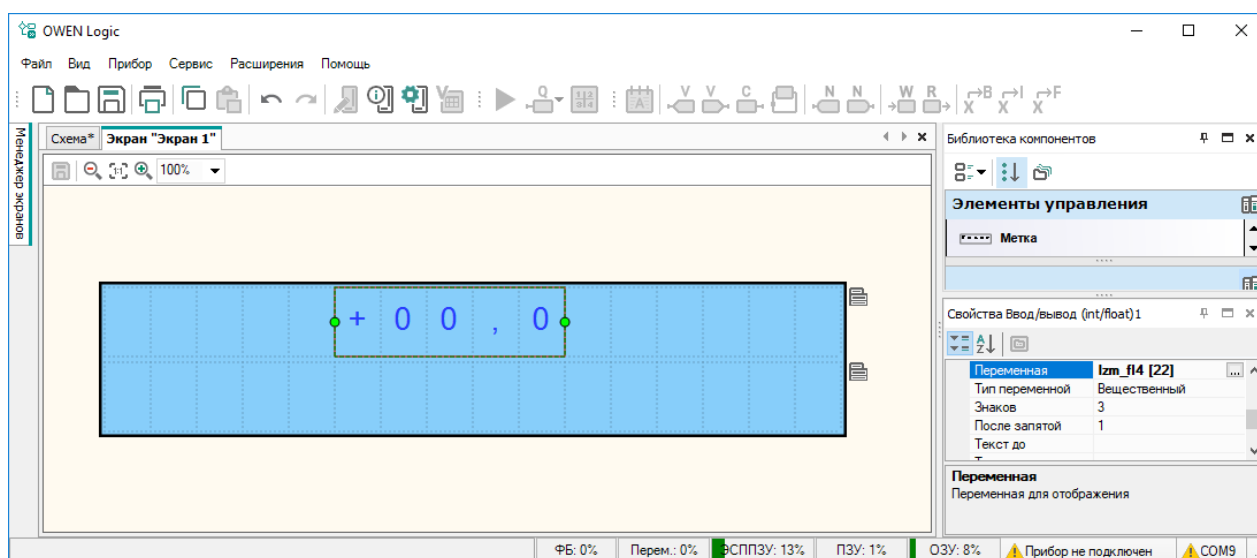 OWEN Logic
Файл Вид Прибор Сервис Расширения Помощь
Менеджер экранов
Схема* Экран "Экран 1"
100%
+ 0 0 , 0
Библиотека компонентов
Элементы управления
Метка
Свойства Ввод/вывод (int/float)1
Переменная Izm_fl4 [22]
Тип переменной Вещественный
Знаков 3
После запятой 1
Текст до
Переменная
Переменная для отображения
ФБ: 0% Перем.: 0% ЭСППЗУ: 13% ПЗУ: 1% ОЗУ: 8% Прибор не подключен COM9